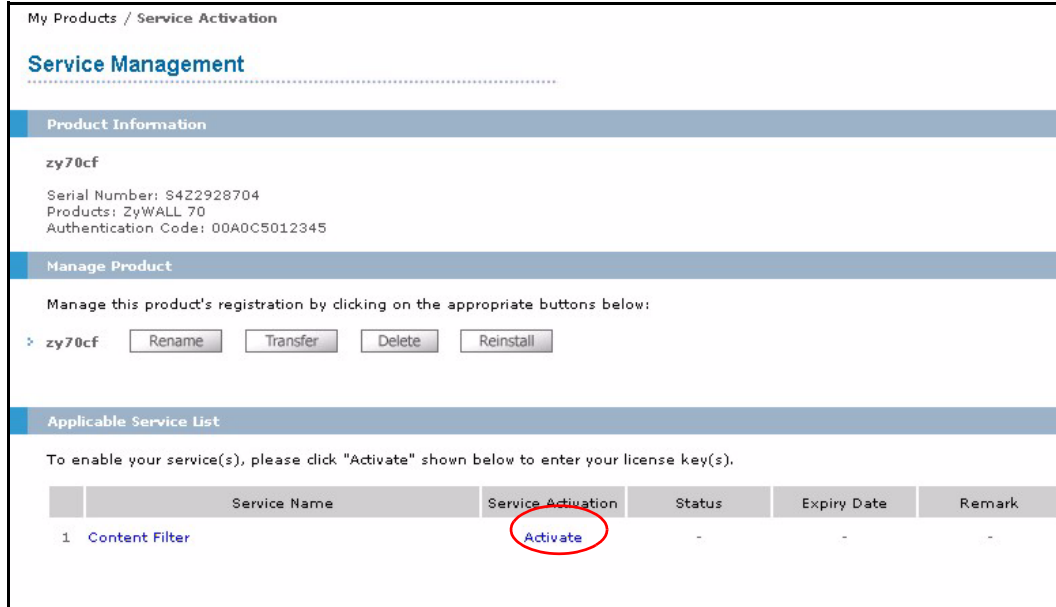 My Products / Service Activation
Service Management
Product Information
zy70cf
Serial Number: S4Z2928704
Products: ZyWALL 70
Authentication Code: 00A0C5012345
Manage Product
Manage this product's registration by clicking on the appropriate buttons below:
zy70cf Rename Transfer Delete Reinstall
Applicable Service List
To enable your service(s), please click "Activate" shown below to enter your license key(s).
Service Name Service Activation Status Expiry Date Remark
1 Content Filter Activate - - -